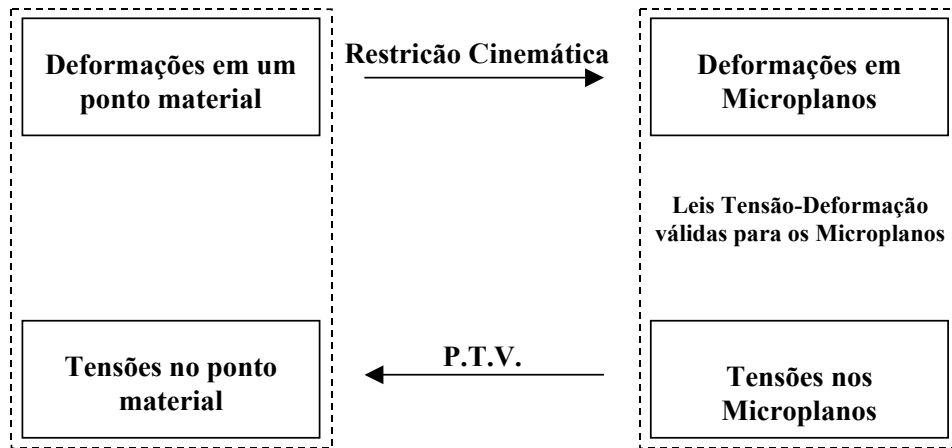 Deformações em um
ponto material
Restricão Cinemática
Deformações em
Microplanos
Leis Tensão-Deformação
válidas para os Microplanos
Tensões no ponto
material
P.T.V.
Tensões nos
Microplanos